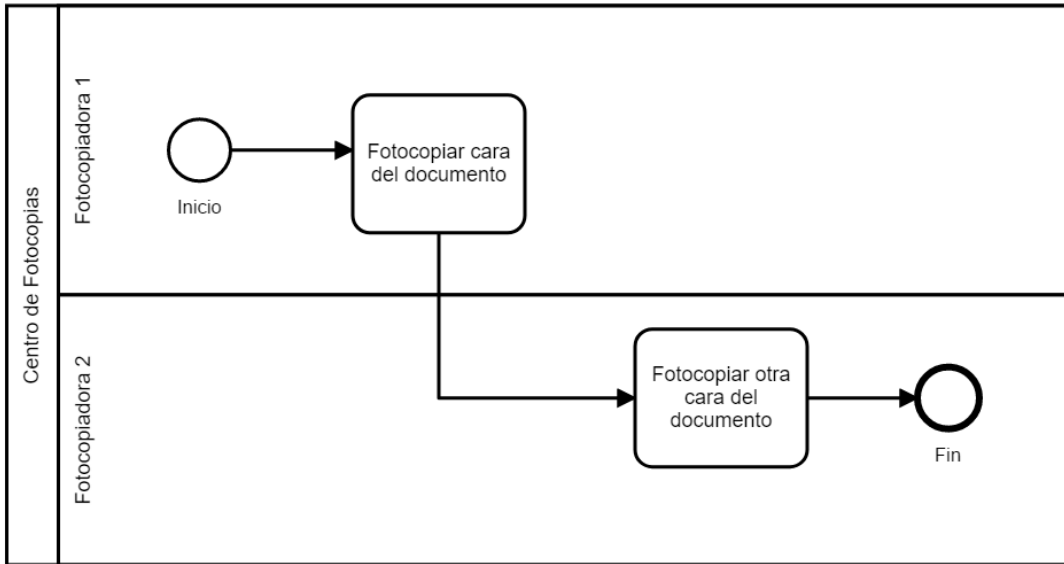 Centro de Fotocopias
Fotocopiadora 1
Inicio
Fotocopiar cara
del documento
Fotocopiadora 2
Fotocopiar otra
cara del
documento
Fin